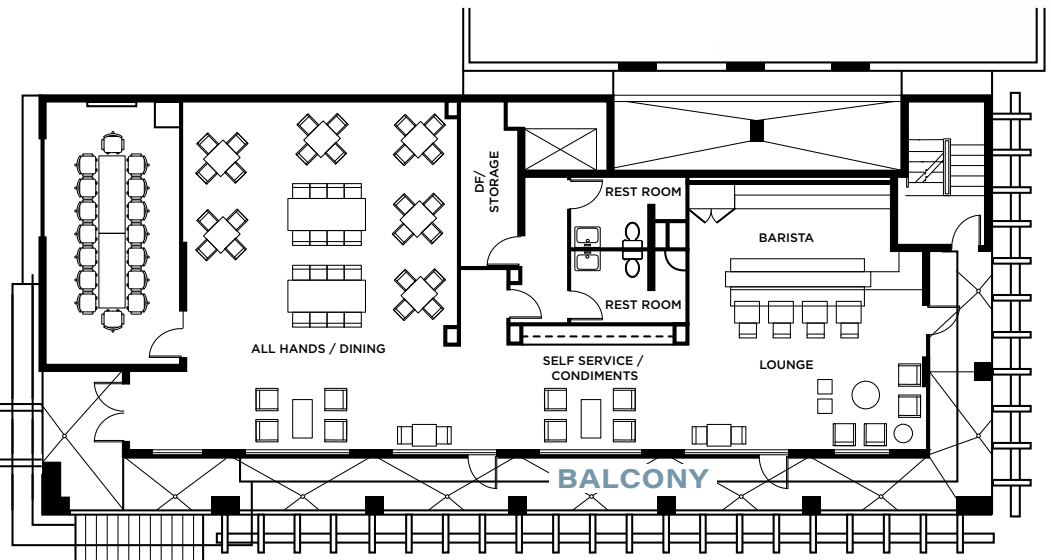 DF/
STORAGE
REST ROOM
BARISTA
REST ROOM
ALL HANDS / DINING
SELF SERVICE /
CONDIMENTS
LOUNGE
BALCONY